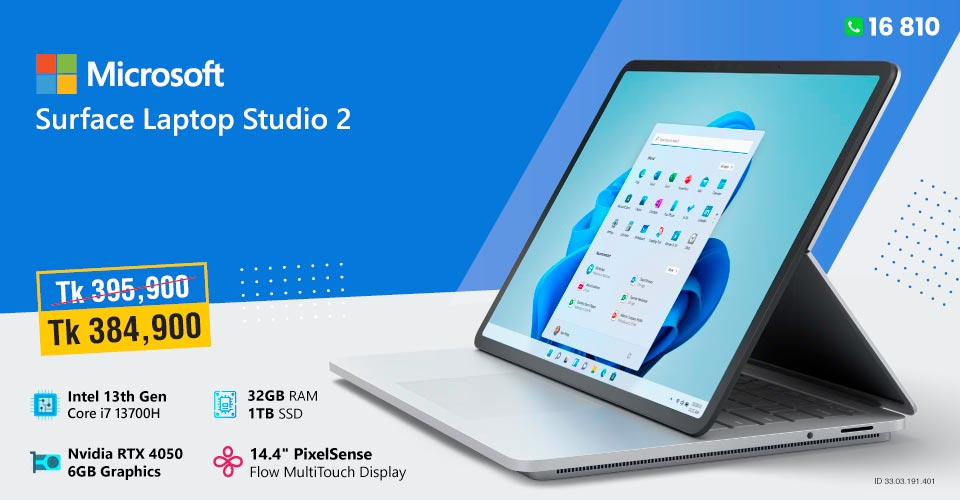 16 810
Microsoft
Surface Laptop Studio 2
Tk 395,900
Tk 384,900
Intel 13th Gen
Core i7 13700H
32GB RAM
1TB SSD
Nvidia RTX 4050
6GB Graphics
14.4" PixelSense
Flow MultiTouch Display
ID 33.03.191.401